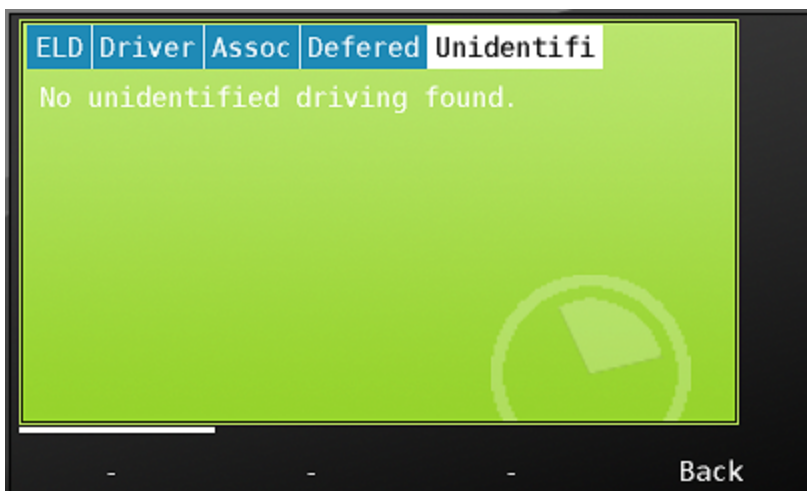 ELD Driver Assoc Defered Unidentifi
No unidentified driving found.
- - - Back